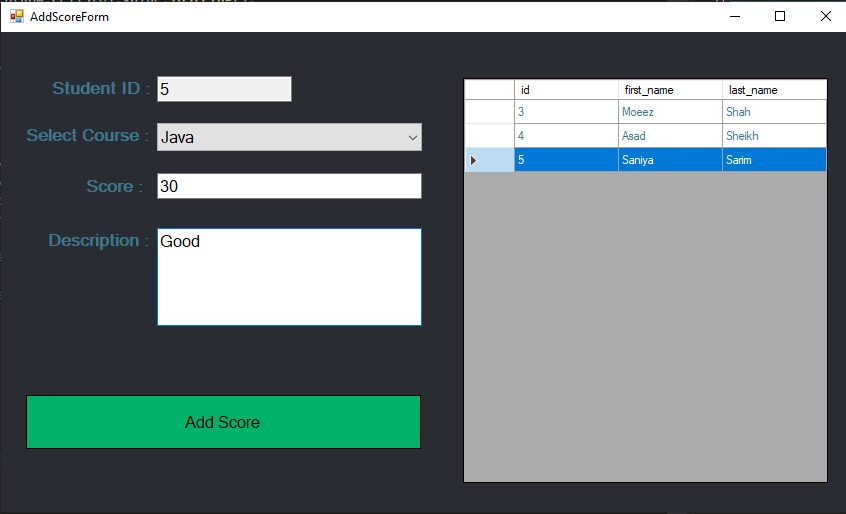 AddScoreForm
Student ID : 5
Select Course : Java
Score : 30
Description : Good
Add Score
id first_name last_name
3 Moeez Shah
4 Asad Sheikh
5 Saniya Sarim